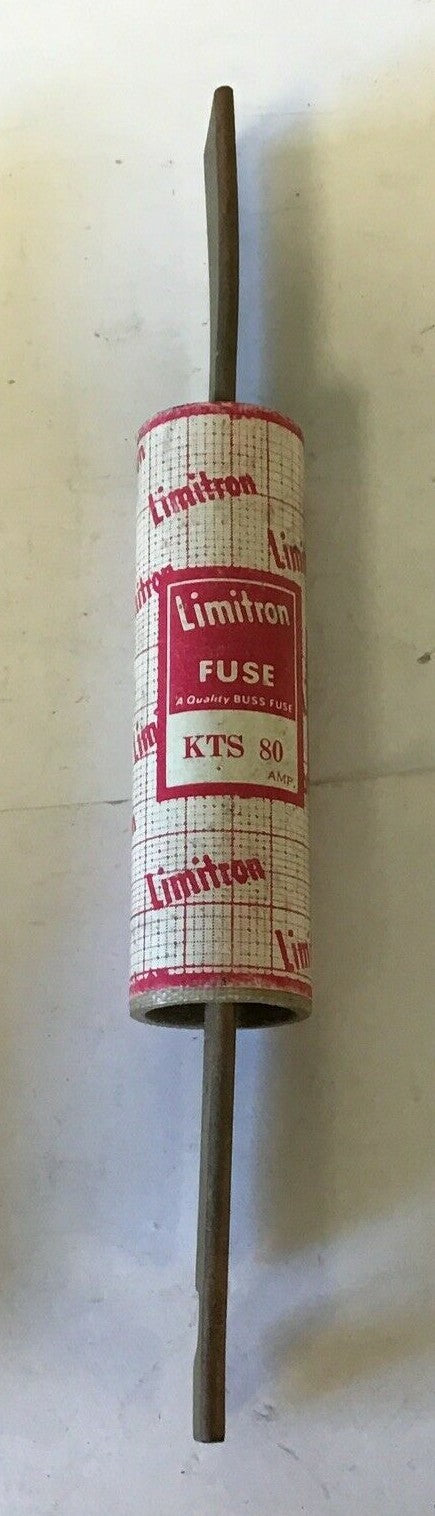 Limitron
Limitron
FUSE
A Quality BUSS FUSE
KTS 80
AMP.
Limitron